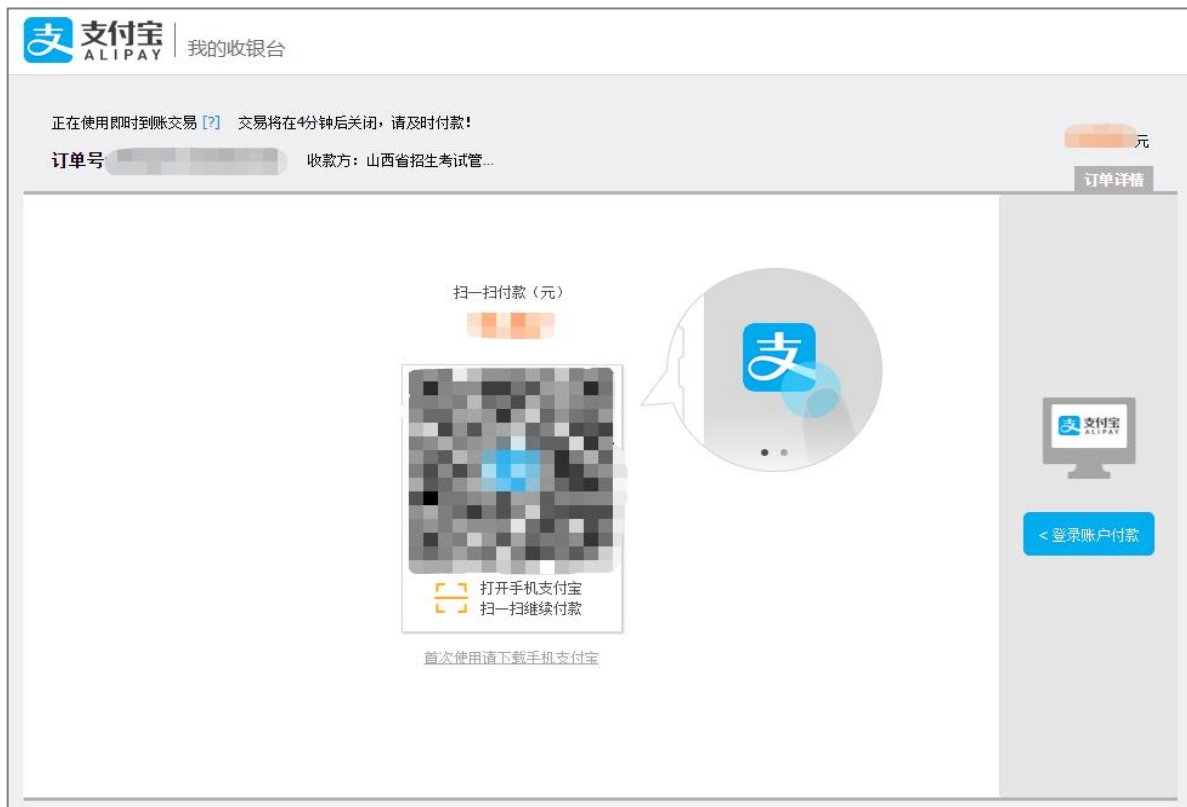 支付宝
ALIPAY
我的收银台
正在使用即时到账交易 [?] 交易将在4分钟后关闭，请及时付款！
订单号 收款方：山西省招生考试管...
元
订单详情
扫一扫付款（元）
支
支付宝
ALIPAY
<登录账户付款
打开手机支付宝
扫一扫继续付款
首次使用请下载手机支付宝